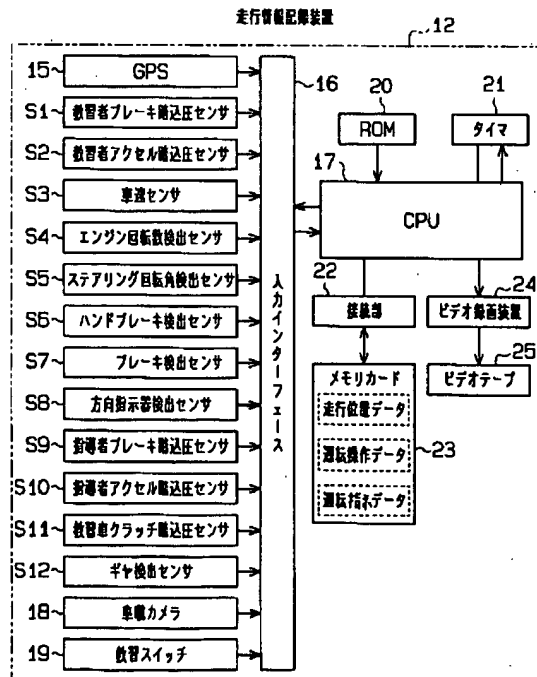 走行情報記録装置
12
15 GPS
S1 教習者ブレーキ踏込圧センサ
S2 教習者アクセル踏込圧センサ
S3 車速センサ
S4 エンジン回転数検出センサ
S5 ステアリング回転角検出センサ
S6 ハンドブレーキ検出センサ
S7 ブレーキ検出センサ
S8 方向指示器検出センサ
S9 指導者ブレーキ踏込圧センサ
S10 指導者アクセル踏込圧センサ
S11 教習車クラッチ踏込圧センサ
S12 ギヤ検出センサ
18 車載カメラ
19 教習スイッチ
16
入力インターフェース
20
ROM
21
タイマ
17
CPU
22
接続部
24
ビデオ録画装置
25
ビデオテープ
メモリカード
走行位置データ
運転操作データ
運転指示データ
23